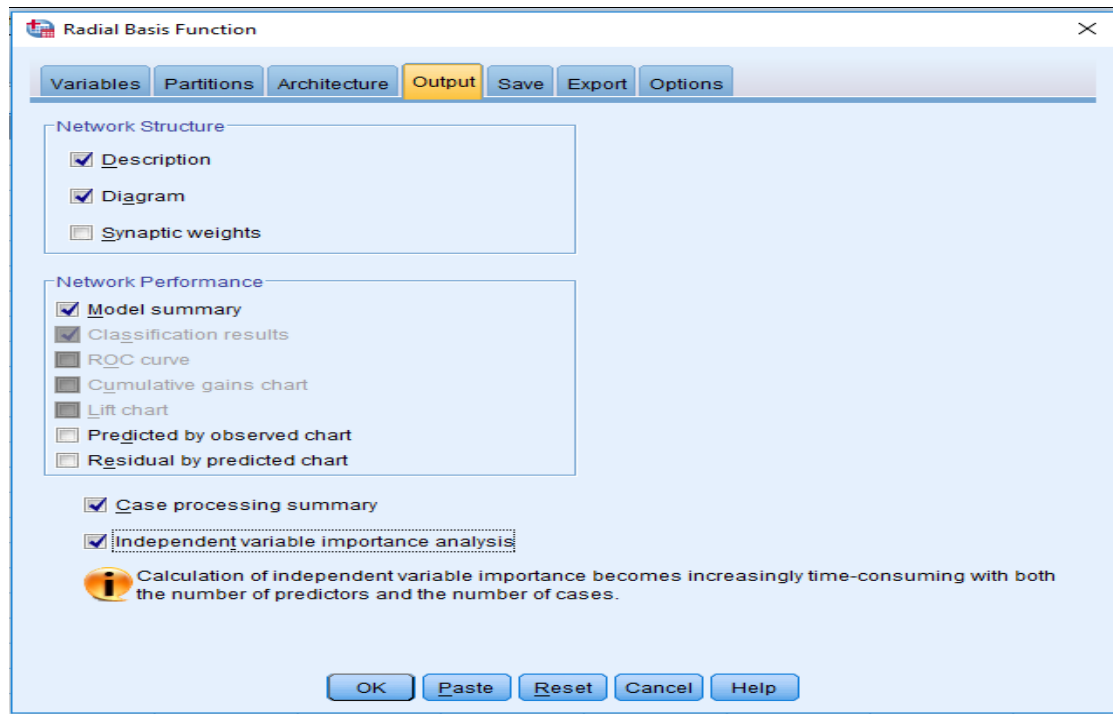 Radial Basis Function
Variables Partitions Architecture Output Save Export Options
Network Structure
Description
Diagram
Synaptic weights
Network Performance
Model summary
Classification results
ROC curve
Cumulative gains chart
Lift chart
Predicted by observed chart
Residual by predicted chart
Case processing summary
Independent variable importance analysis
Calculation of independent variable importance becomes increasingly time-consuming with both
the number of predictors and the number of cases.
OK Paste Reset Cancel Help